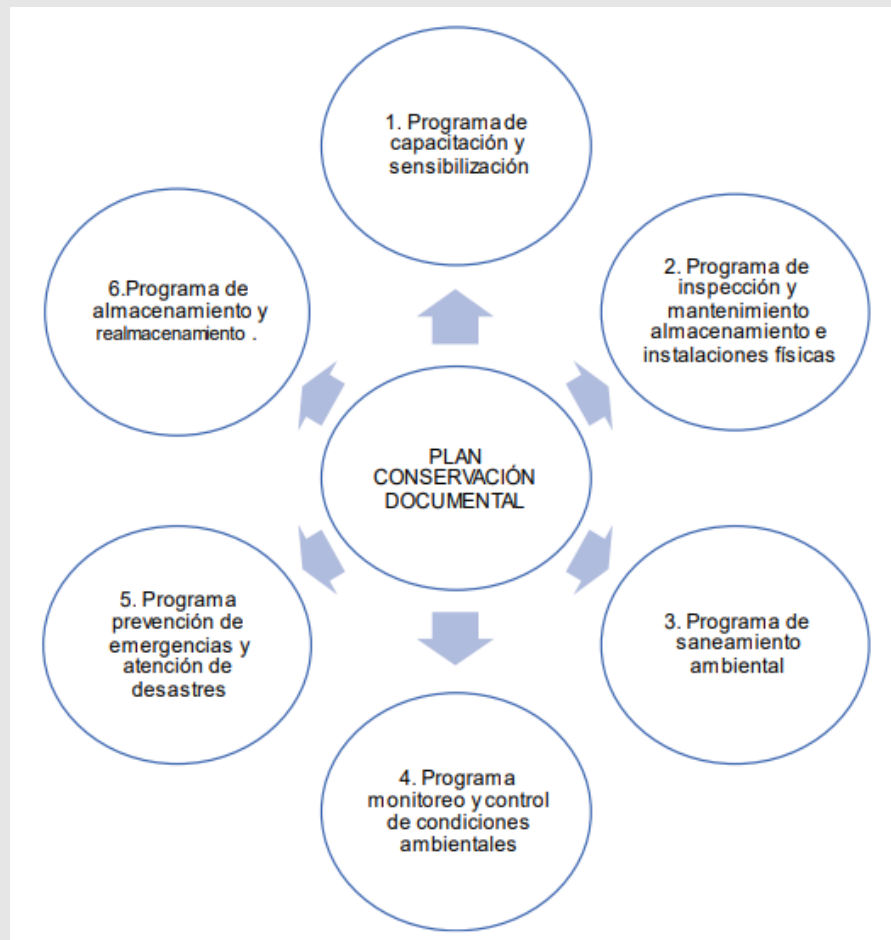 1. Programa de
capacitación y
sensibilización
2. Programa de
inspección y
mantenimiento
almacenamiento e
instalaciones físicas
3. Programa de
saneamiento
ambiental
4. Programa
monitoreo y control
de condiciones
ambientales
5. Programa
prevención de
emergencias y
atención de
desastres
6.Programa de
almacenamiento y
realmacenamiento .
PLAN
CONSERVACIÓN
DOCUMENTAL